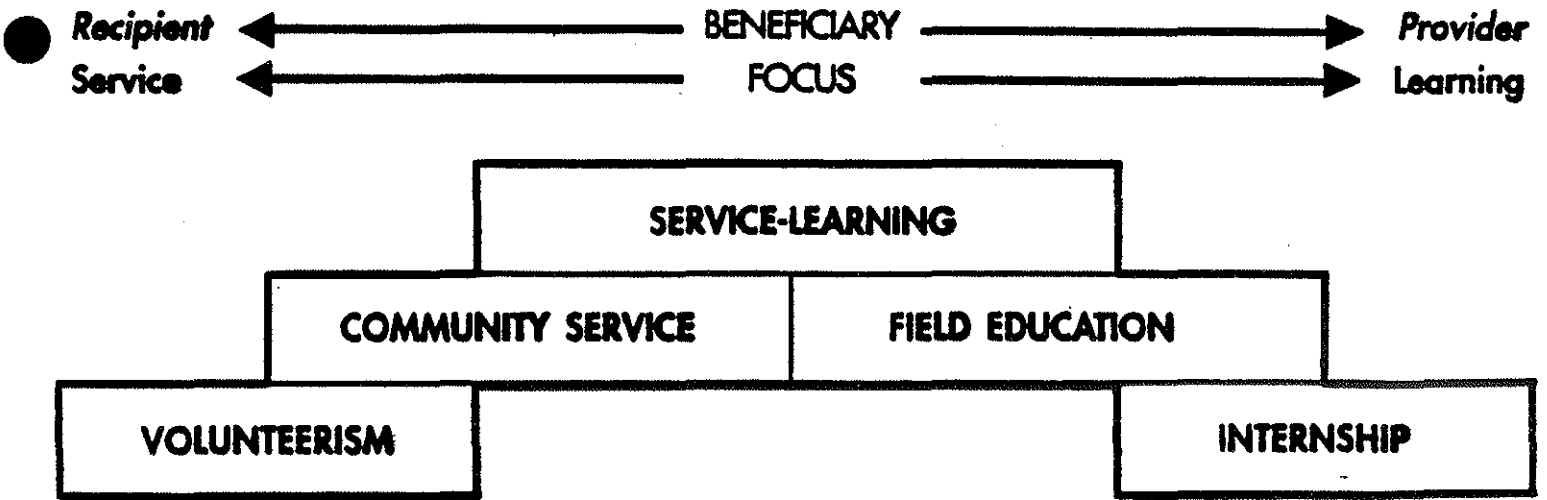 Recipient BENEFICIARY Provider
Service FOCUS Learning
SERVICE-LEARNING
COMMUNITY SERVICE FIELD EDUCATION
VOLUNTEERISM INTERNSHIP